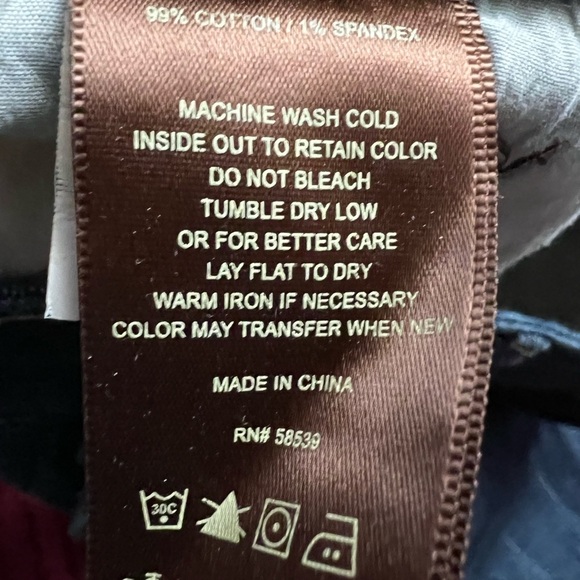 99% COTTON / 1% SPANDEX
MACHINE WASH COLD
INSIDE OUT TO RETAIN COLOR
DO NOT BLEACH
TUMBLE DRY LOW
OR FOR BETTER CARE
LAY FLAT TO DRY
WARM IRON IF NECESSARY
COLOR MAY TRANSFER WHEN NEW
MADE IN CHINA
RN# 58539
30C